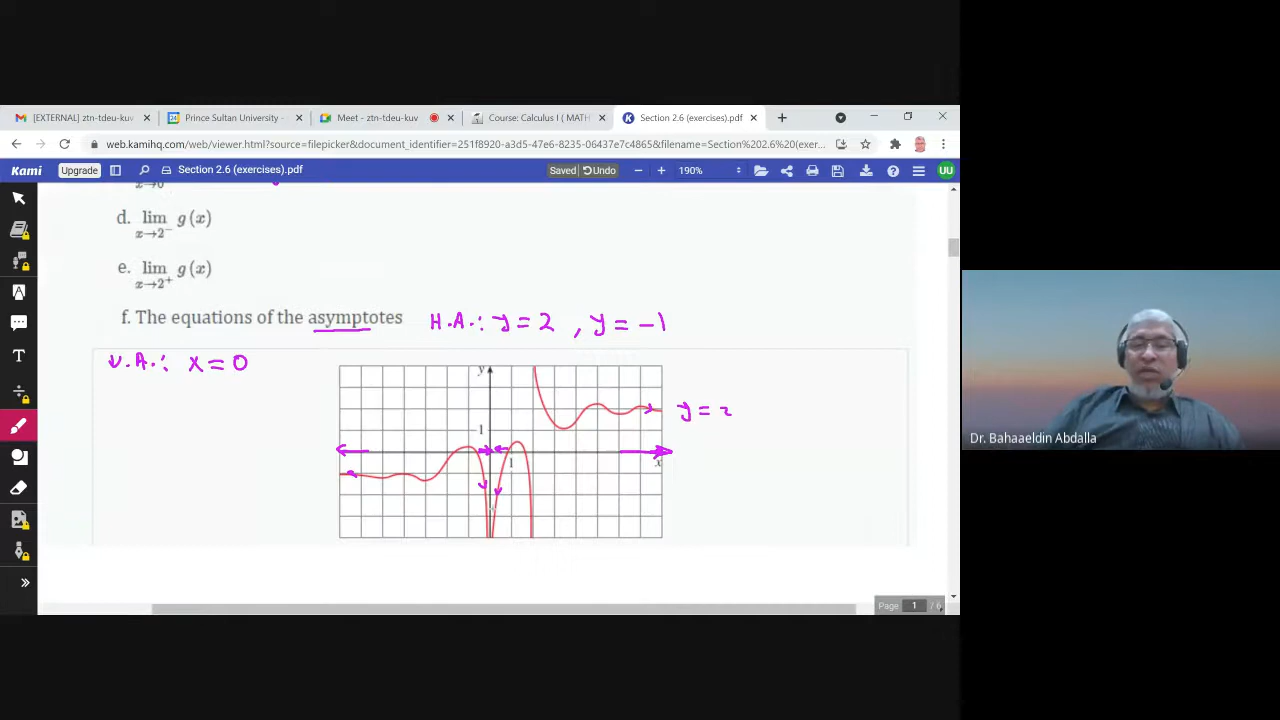 [EXTERNAL] ztn-tdeu-kuv
Prince Sultan University -
Meet - ztn-tdeu-kuv
Course: Calculus I ( MATH
Section 2.6 (exercises).pdf
web.kamihq.com/web/viewer.html?source=filepicker&document_identifier=251f8920-a3d5-47e6-8235-06437e7c4865&filename=Section%202.6%20(exer...
Kami Upgrade Section 2.6 (exercises).pdf Saved Undo 190% UU
x→0
d. lim g (x)
x→2⁻
e. lim g (x)
x→2⁺
f. The equations of the asymptotes H.A.: y = 2 , y = -1
V.A.: x = 0
y
y = 2
1
1 x
Dr. Bahaaeldin Abdalla
Page 1 / 6